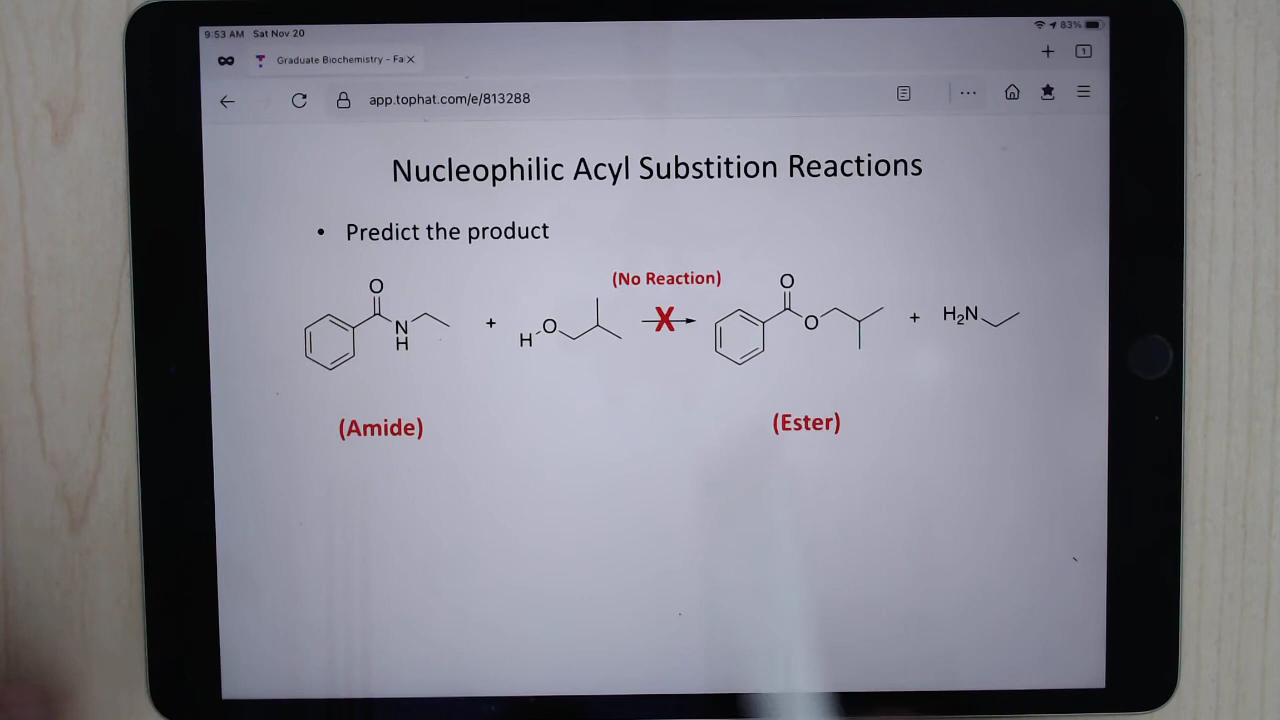 9:53 AM Sat Nov 20
83%
Graduate Biochemistry - Fa
1
app.tophat.com/e/813288
Nucleophilic Acyl Substition Reactions
• Predict the product
(No Reaction)
O
N
H
+
H
O
X
O
O
+
H₂N
(Amide)
(Ester)